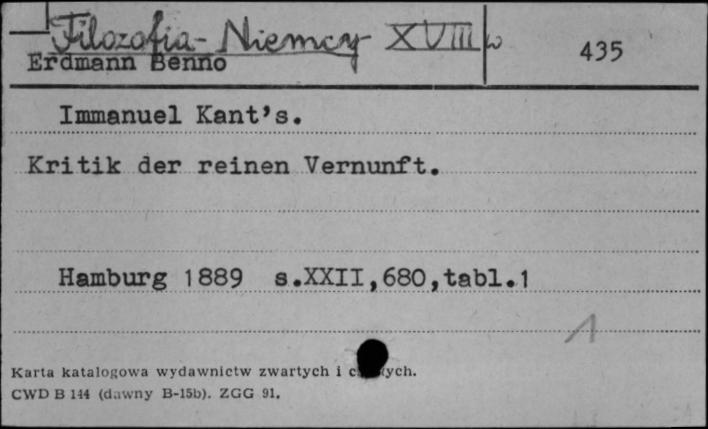 Filozofia - Niemcy XVIII w
435
Erdmann Benno
Immanuel Kant's.
Kritik der reinen Vernunft.
Hamburg 1889 s.XXII,680,tabl.1
1
Karta katalogowa wydawnictw zwartych i ych.
CWD B 144 (dawny B-15b). ZGG 91.